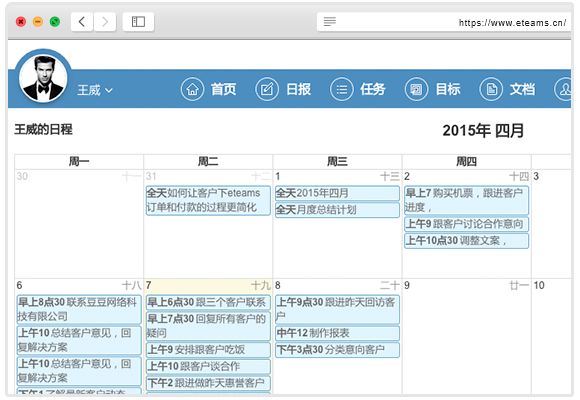 https://www.eteams.cn/
王威
首页
日报
任务
目标
文档
王威的日程
2015年 四月
周一
周二
周三
周四
30 十一
31 十二
全天如何让客户下eteams
订单和付款的过程更简化
1 十三
全天2015年四月
全天月度总结计划
2 十四
早上7 购买机票，跟进客户
进度，
上午9 跟客户讨论合作意向
上午10点30 调整文案，
3
6 十八
早上8点30 联系豆豆网络科
技有限公司
上午10 总结客户意见，回
复解决方案
上午10 总结客户意见，回
复解决方案
下午1 了解最新客户动态
7 十九
早上6点30 跟三个客户联系
早上7点30 回复所有客户的
疑问
上午9 安排跟客户吃饭
上午10 跟客户谈合作
下午2 跟进做昨天惠誉客户
8 二十
上午9点30 跟进昨天回访客
户
中午12 制作报表
下午3点30 分类意向客户
9 廿一
10